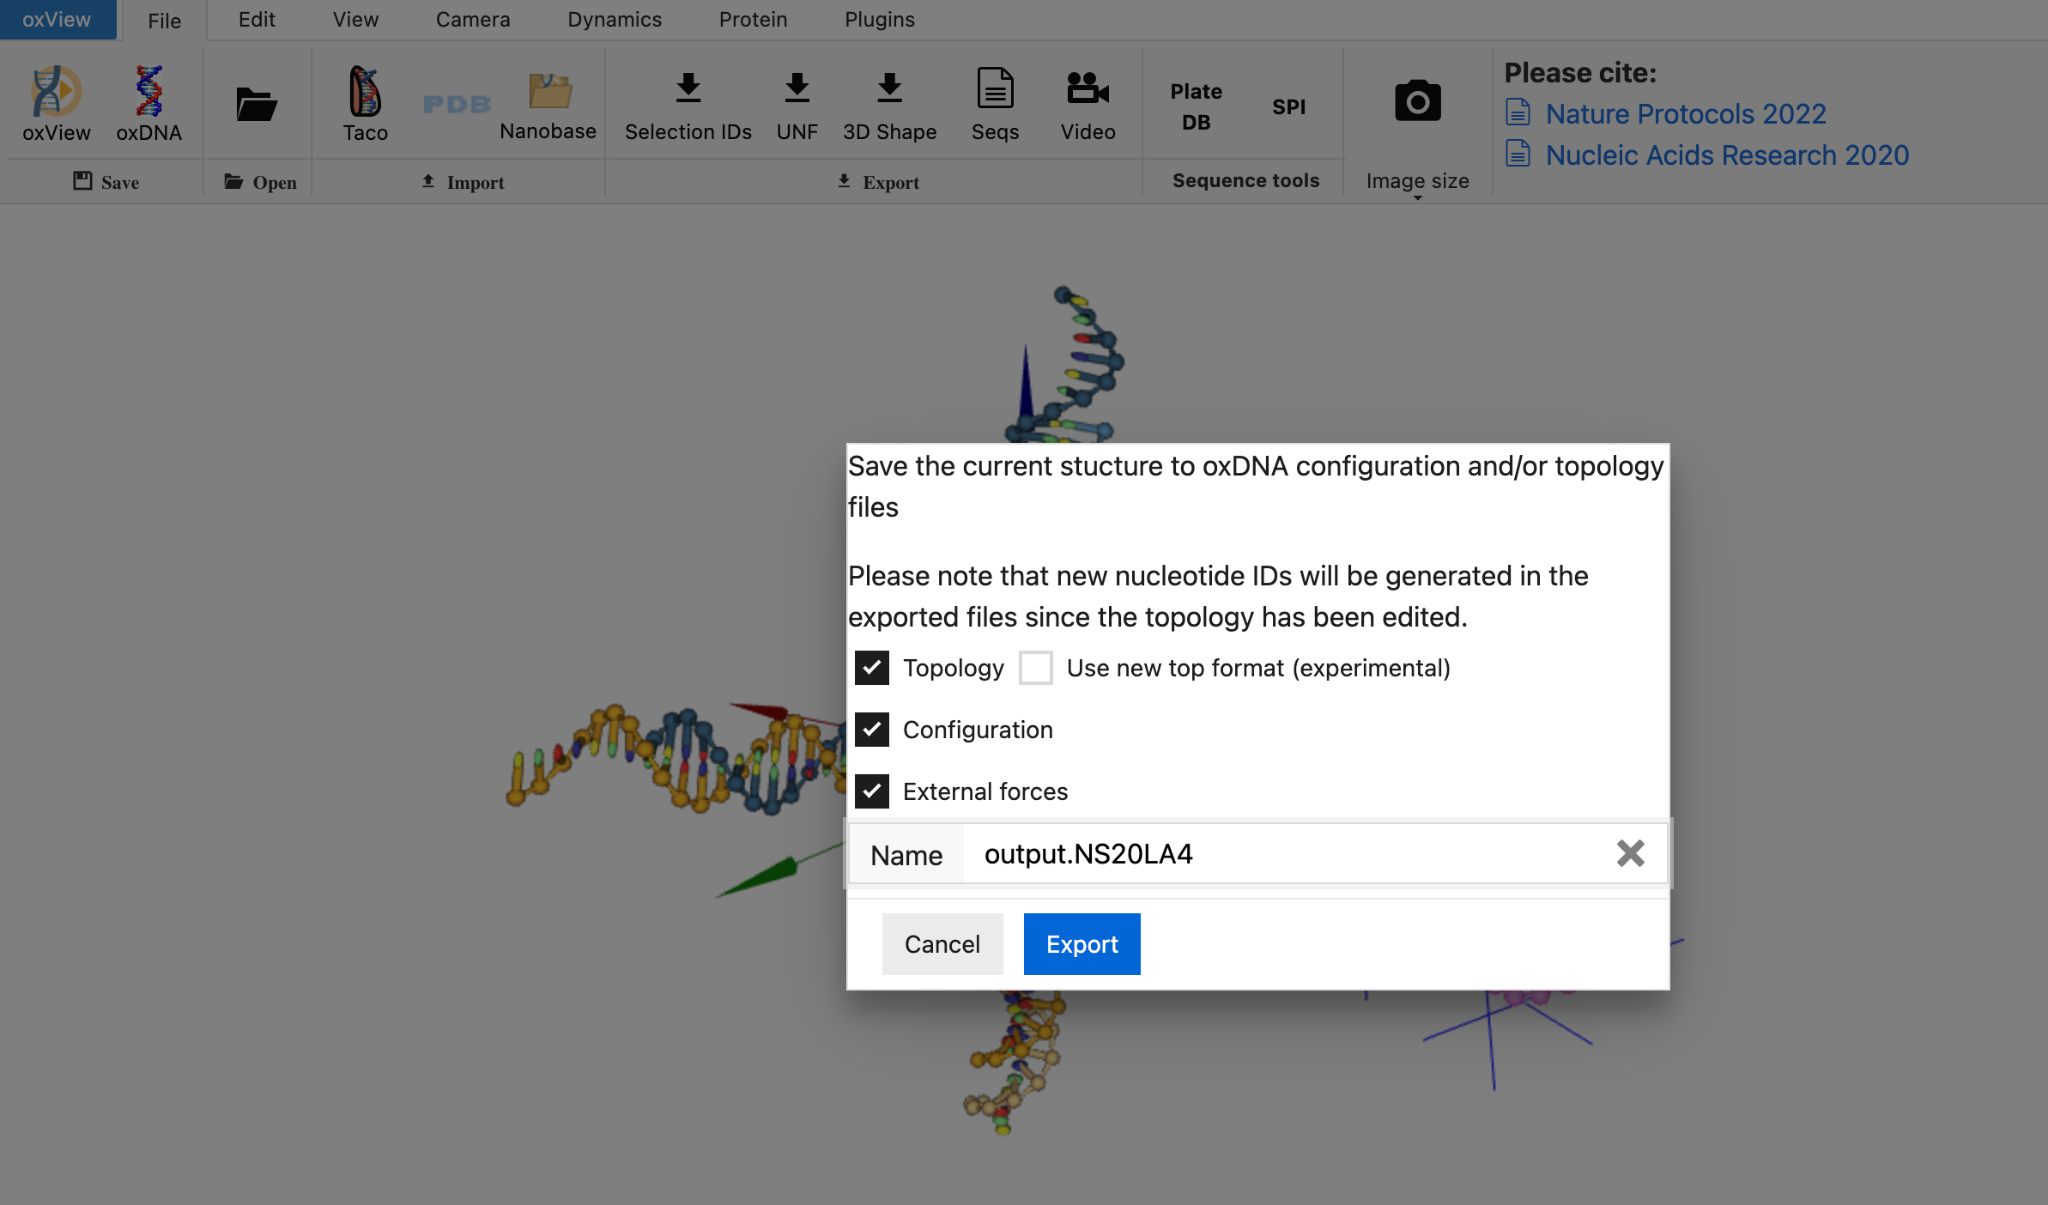 oxView File Edit View Camera Dynamics Protein Plugins
oxView oxDNA Taco PDB Nanobase Selection IDs UNF 3D Shape Seqs Video Plate DB SPI
Save Open Import Export Sequence tools Image size
Please cite:
Nature Protocols 2022
Nucleic Acids Research 2020
Save the current stucture to oxDNA configuration and/or topology
files
Please note that new nucleotide IDs will be generated in the
exported files since the topology has been edited.
Topology Use new top format (experimental)
Configuration
External forces
Name output.NS20LA4
Cancel Export